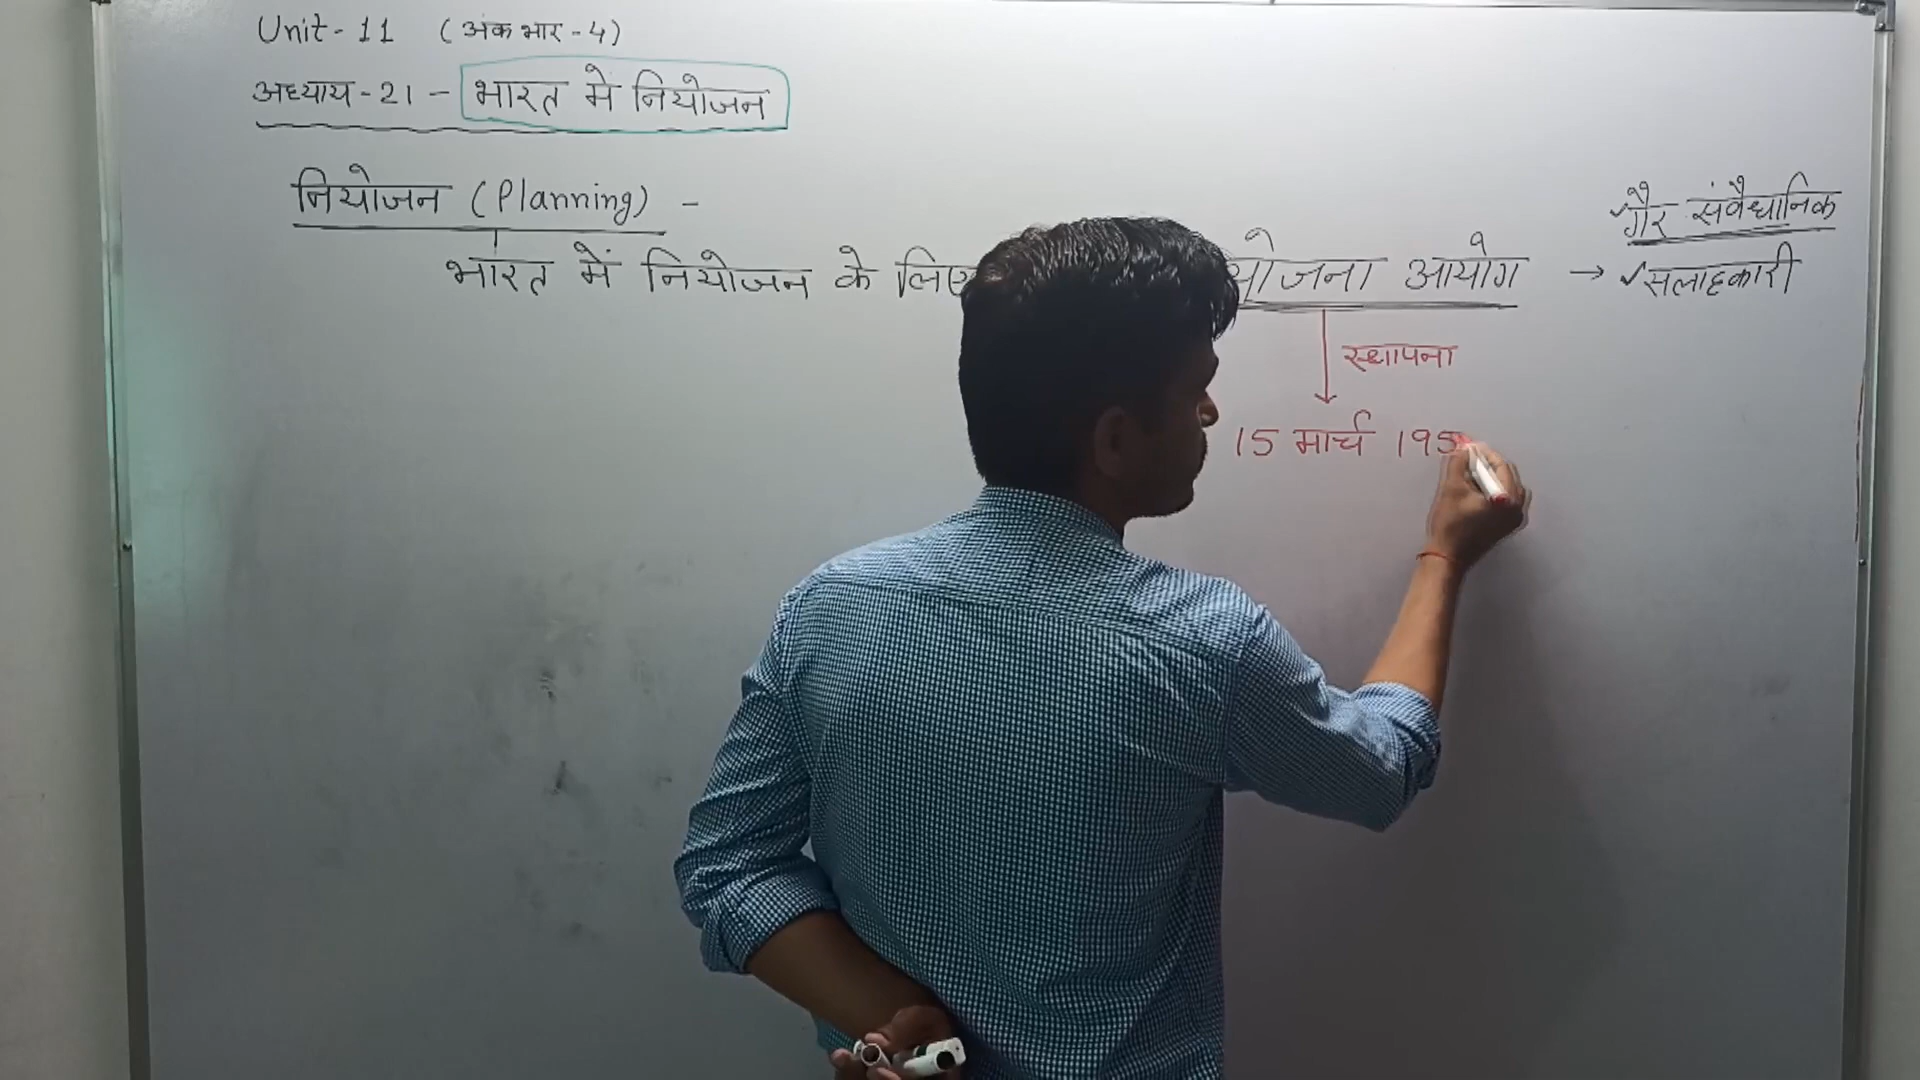 Unit - 11 (अंक भार - 4)
अध्याय - 21 - भारत मे नियोजन
नियोजन (Planning) -
✓गैर संवैधानिक
भारत में नियोजन के लिए योजना आयोग → ✓सलाहकारी
स्थापना
15 मार्च 195